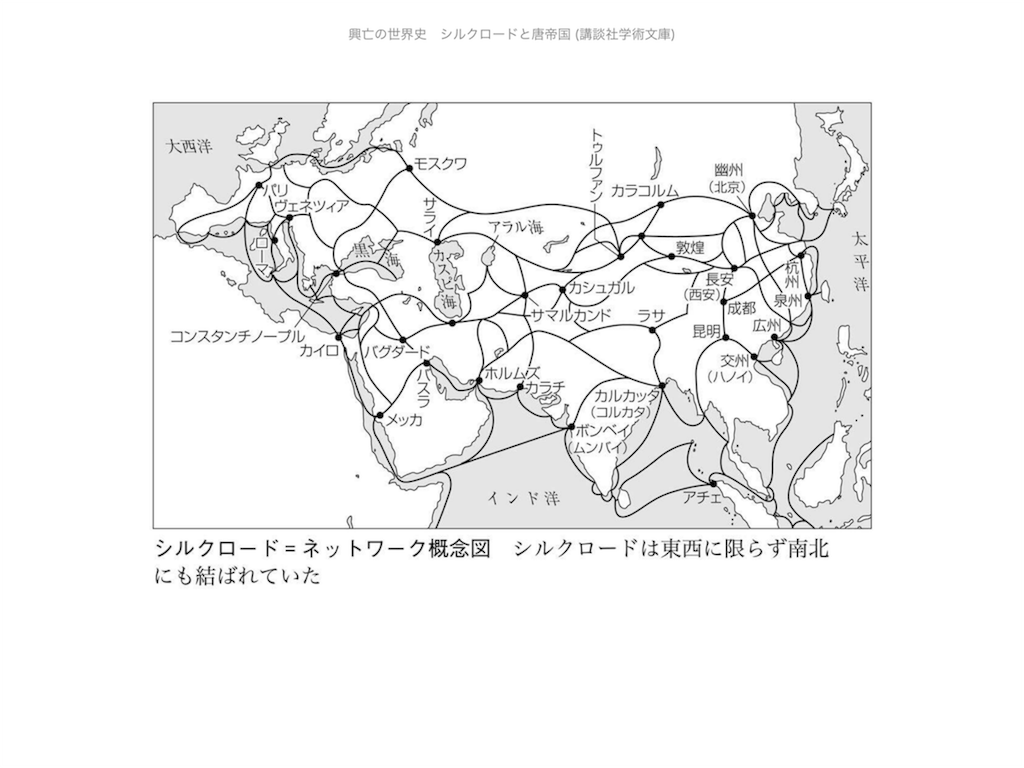 興亡の世界史　シルクロードと唐帝国 (講談社学術文庫)
大西洋
モスクワ
パリ
ヴェネツィア
ローマ
サライ
黒海
カスピ海
アラル海
トゥルファン
カラコルム
幽州
(北京)
敦煌
太平洋
杭州
長安
(西安)
泉州
カシュガル
サマルカンド
成都
ラサ
昆明
広州
コンスタンチノープル
カイロ
バグダード
バスラ
ホルムズ
カラチ
交州
(ハノイ)
カルカッタ
(コルカタ)
メッカ
ボンベイ
(ムンバイ)
インド洋
アチェ
シルクロード＝ネットワーク概念図　シルクロードは東西に限らず南北
にも結ばれていた